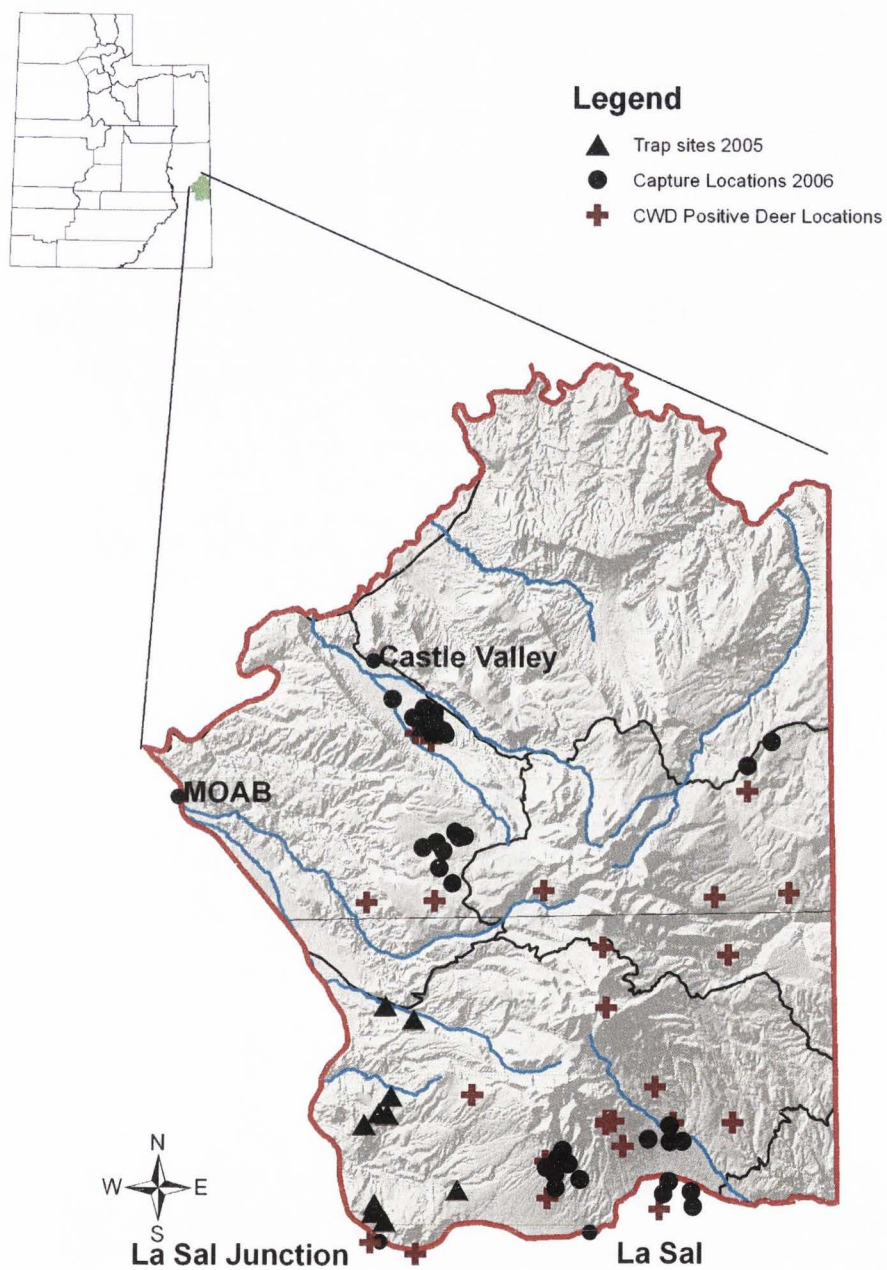 Legend
Trap sites 2005
Capture Locations 2006
CWD Positive Deer Locations
Castle Valley
MOAB
N
W E
S
La Sal Junction La Sal